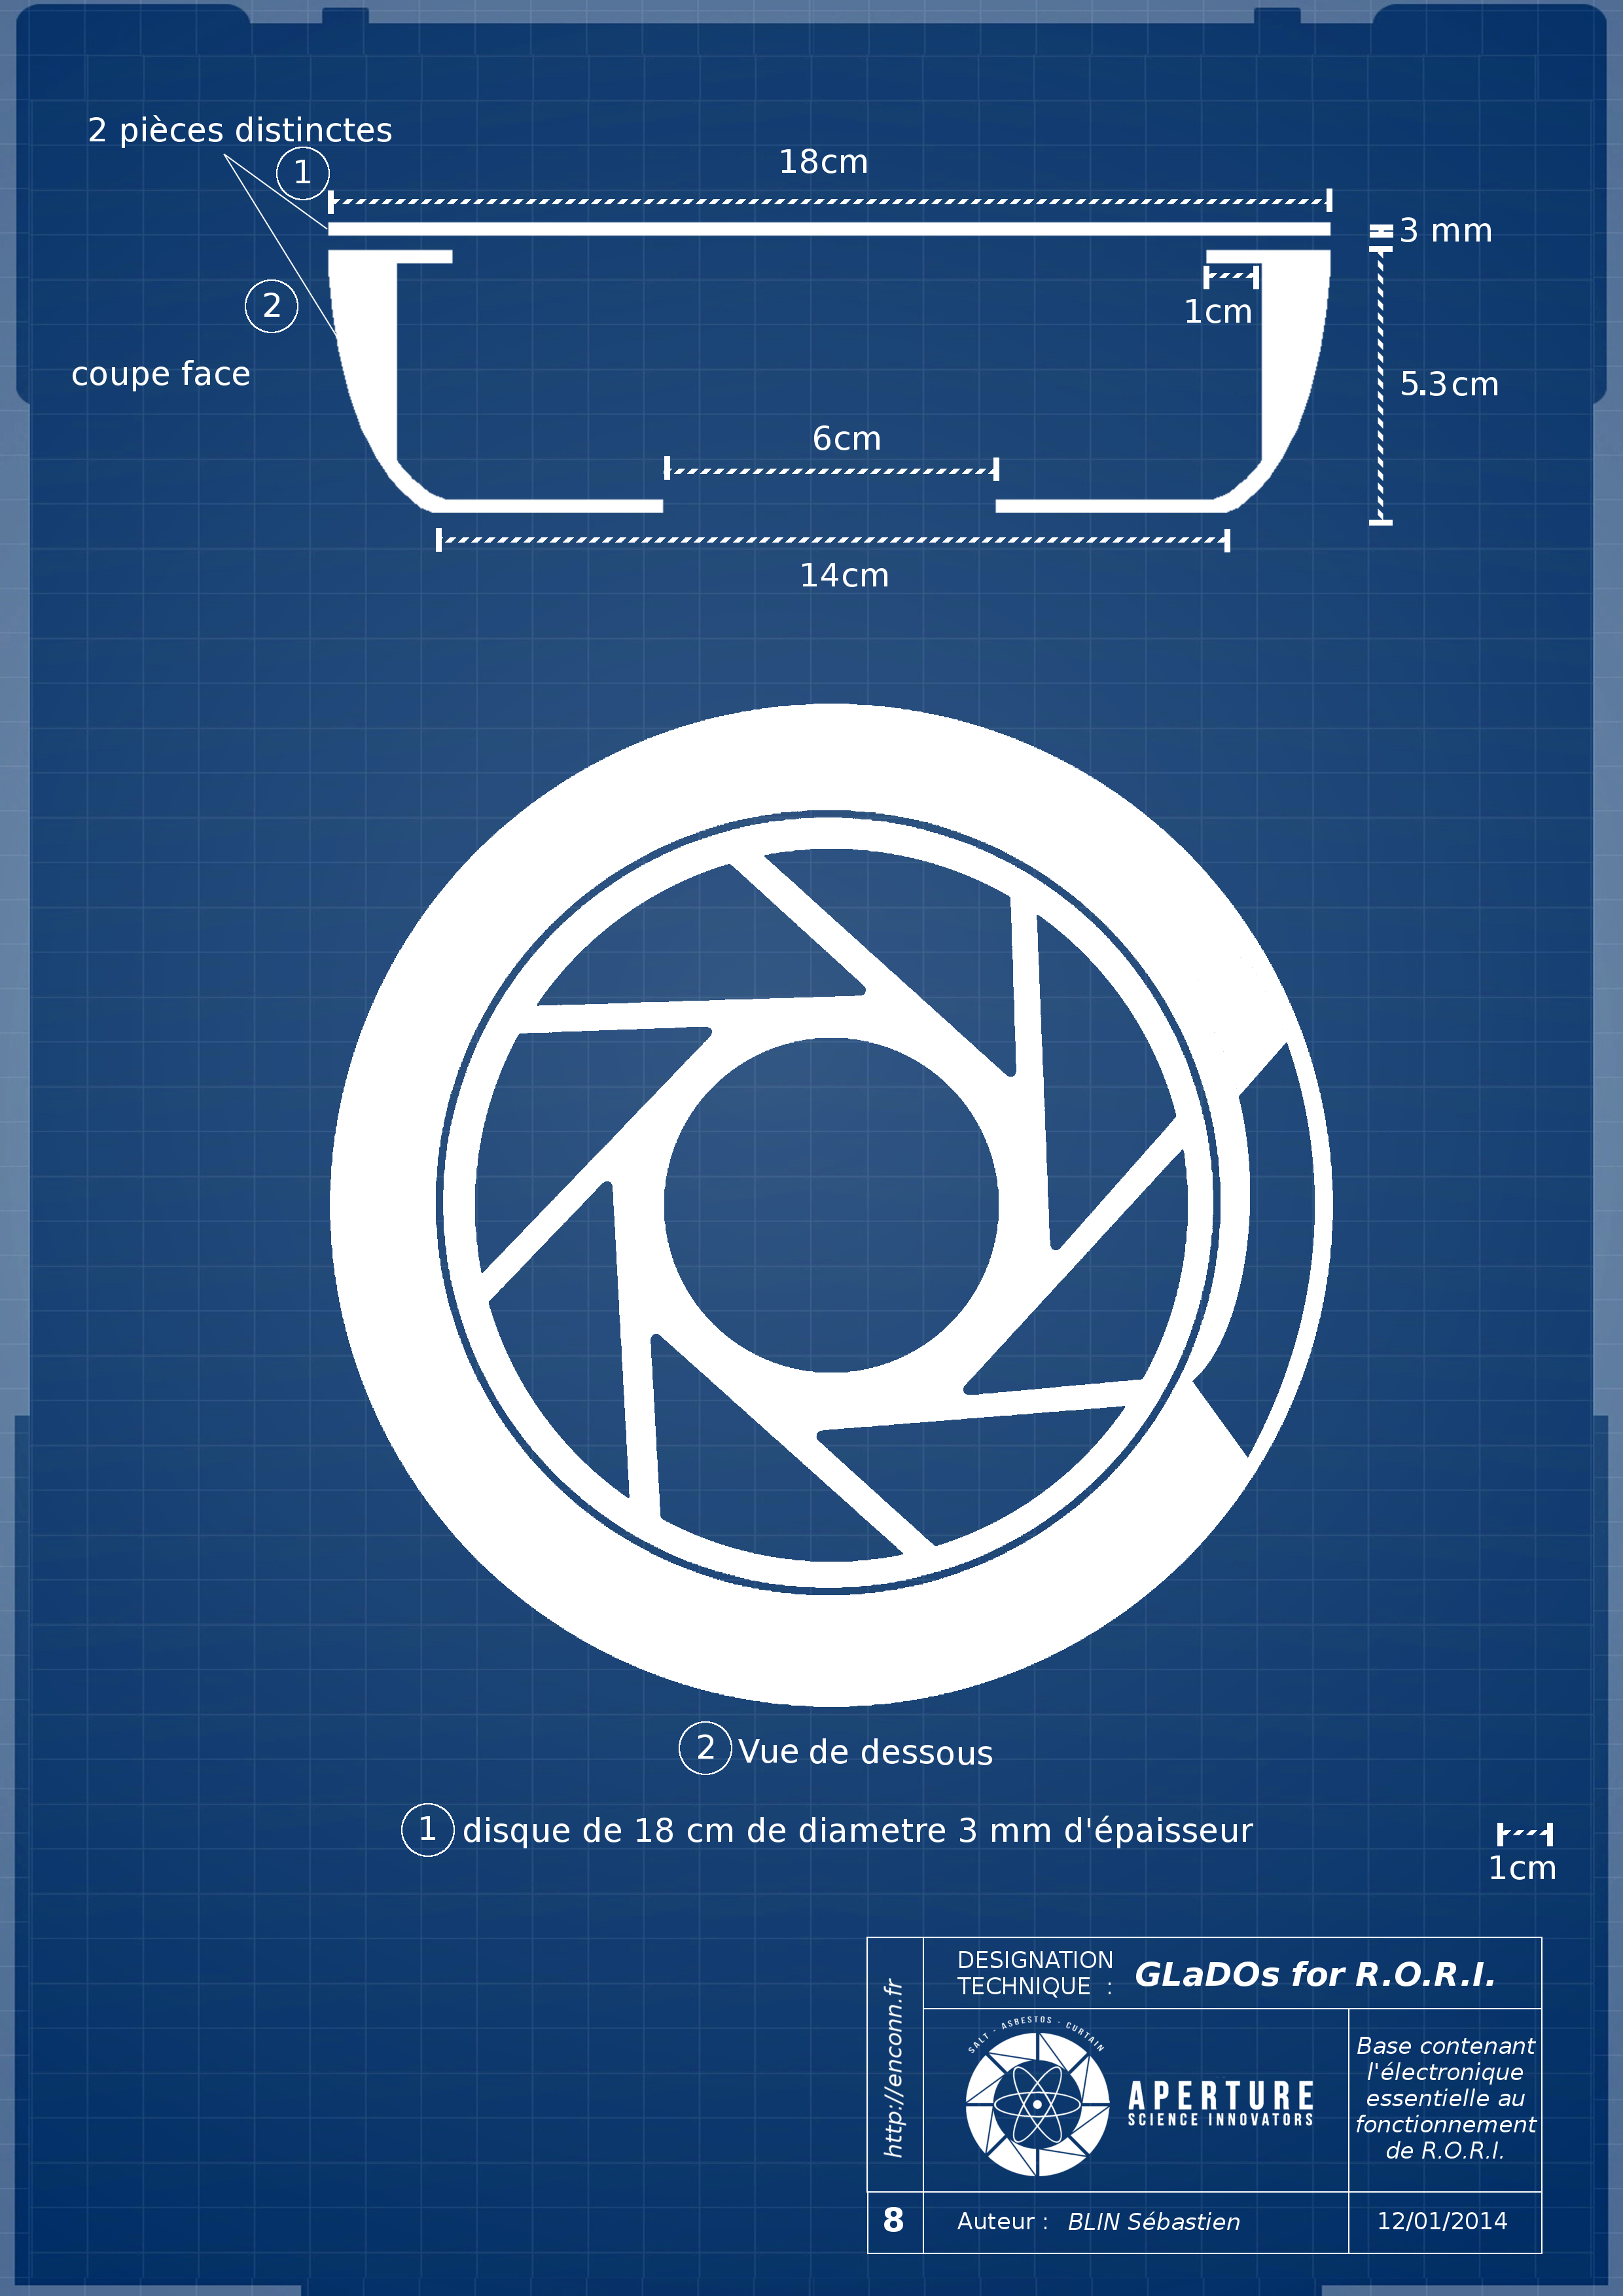 2 pièces distinctes
1
18cm
3 mm
2
1cm
coupe face
5.3cm
6cm
14cm
2 Vue de dessous
1 disque de 18 cm de diametre 3 mm d'épaisseur
1cm
http://enconn.fr
DESIGNATION
TECHNIQUE :
GLaDOs for R.O.R.I.
SALT - ASBESTOS - CURTAIN
APERTURE
SCIENCE INNOVATORS
Base contenant
l'électronique
essentielle au
fonctionnement
de R.O.R.I.
8
Auteur : BLIN Sébastien
12/01/2014